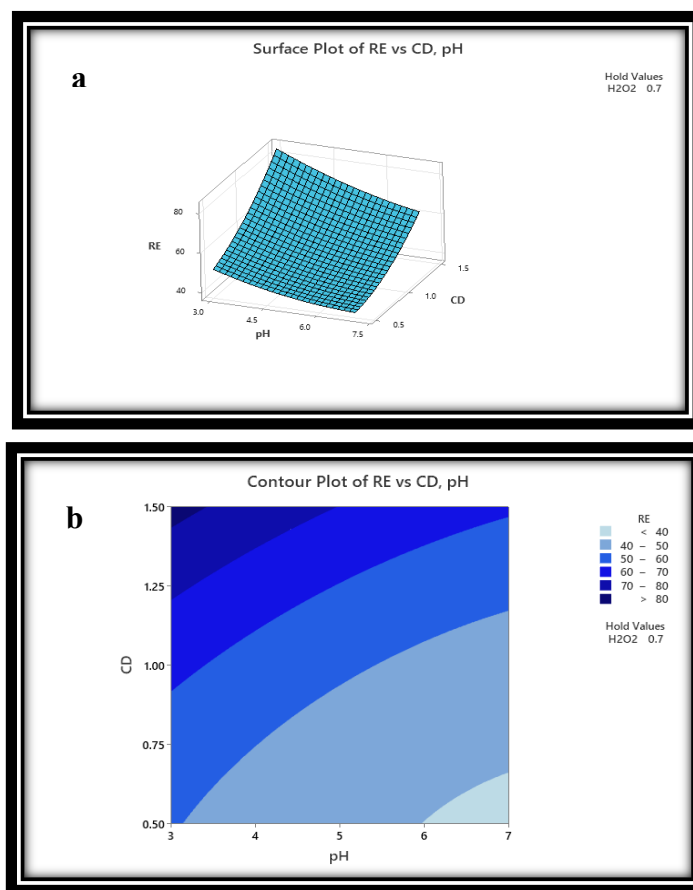 Surface Plot of RE vs CD, pH
a
Hold Values
H2O2 0.7
80
60
40
RE
3.0
4.5
6.0
7.5
pH
0.5
1.0
1.5
CD
Contour Plot of RE vs CD, pH
b
1.50
1.25
1.00
0.75
0.50
CD
3
4
5
6
7
pH
RE
< 40
40 – 50
50 – 60
60 – 70
70 – 80
> 80
Hold Values
H2O2 0.7